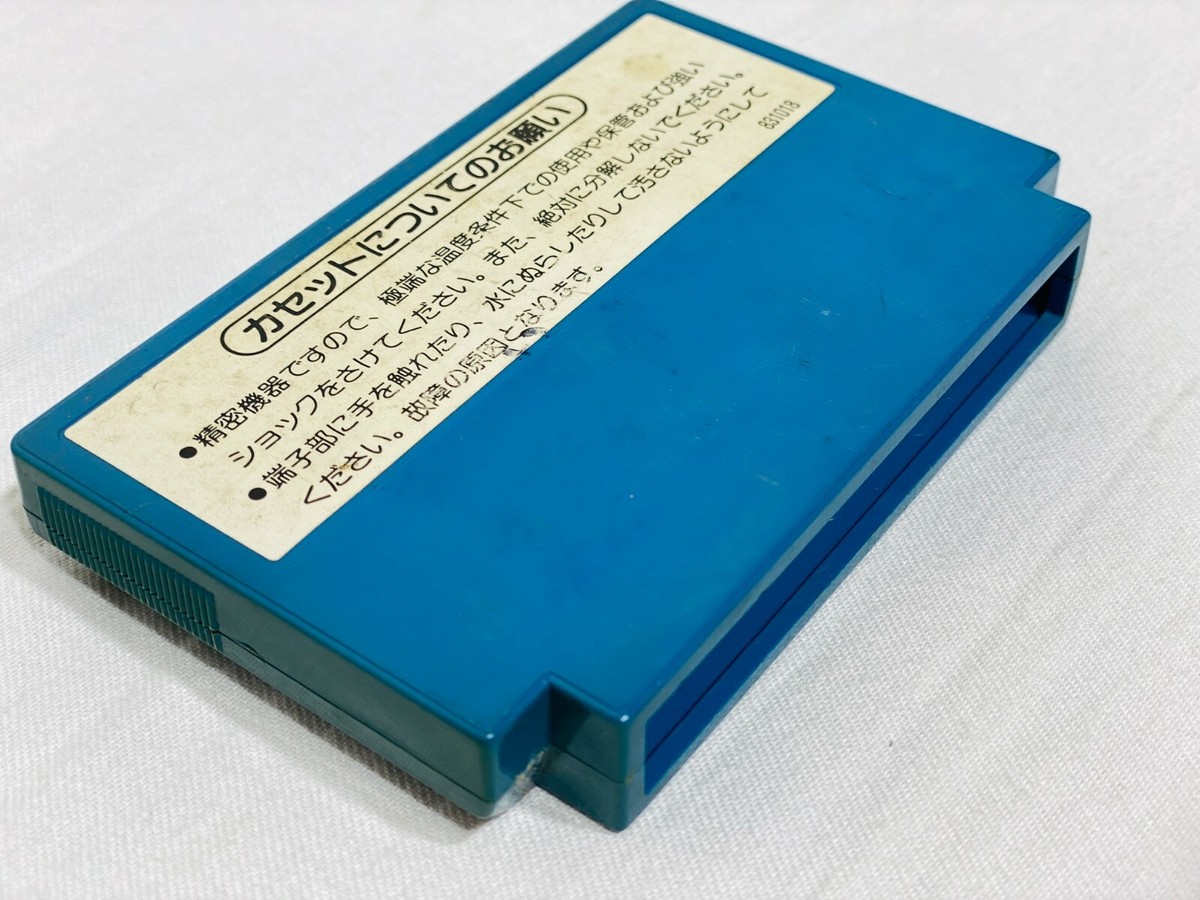 カセットについてのお願い
●精密機器ですので、極端な温度条件下での使用や保管および強い
ショックをさけてください。また、絶対に分解しないでください。
●端子部に手を触れたり、水にぬらしたりして汚さないようにして
ください。故障の原因となります。
831018